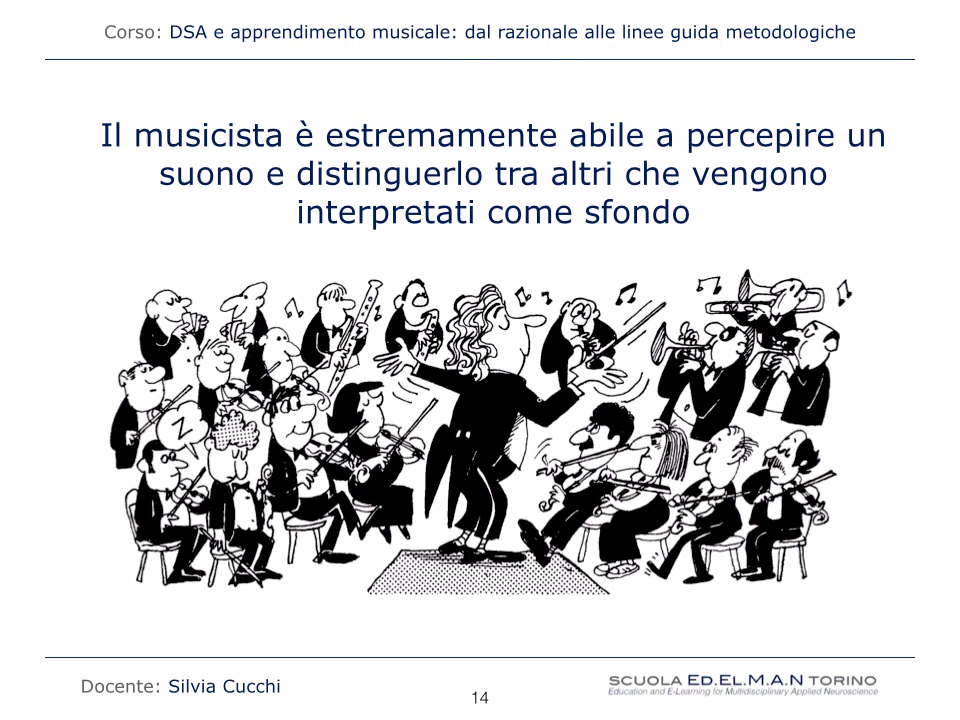 Corso: DSA e apprendimento musicale: dal razionale alle linee guida metodologiche
Il musicista è estremamente abile a percepire un
suono e distinguerlo tra altri che vengono
interpretati come sfondo
Z
Docente: Silvia Cucchi
14
SCUOLA ED.EL.M.A.N TORINO
Education and E-Learning for Multidisciplinary Applied Neuroscience